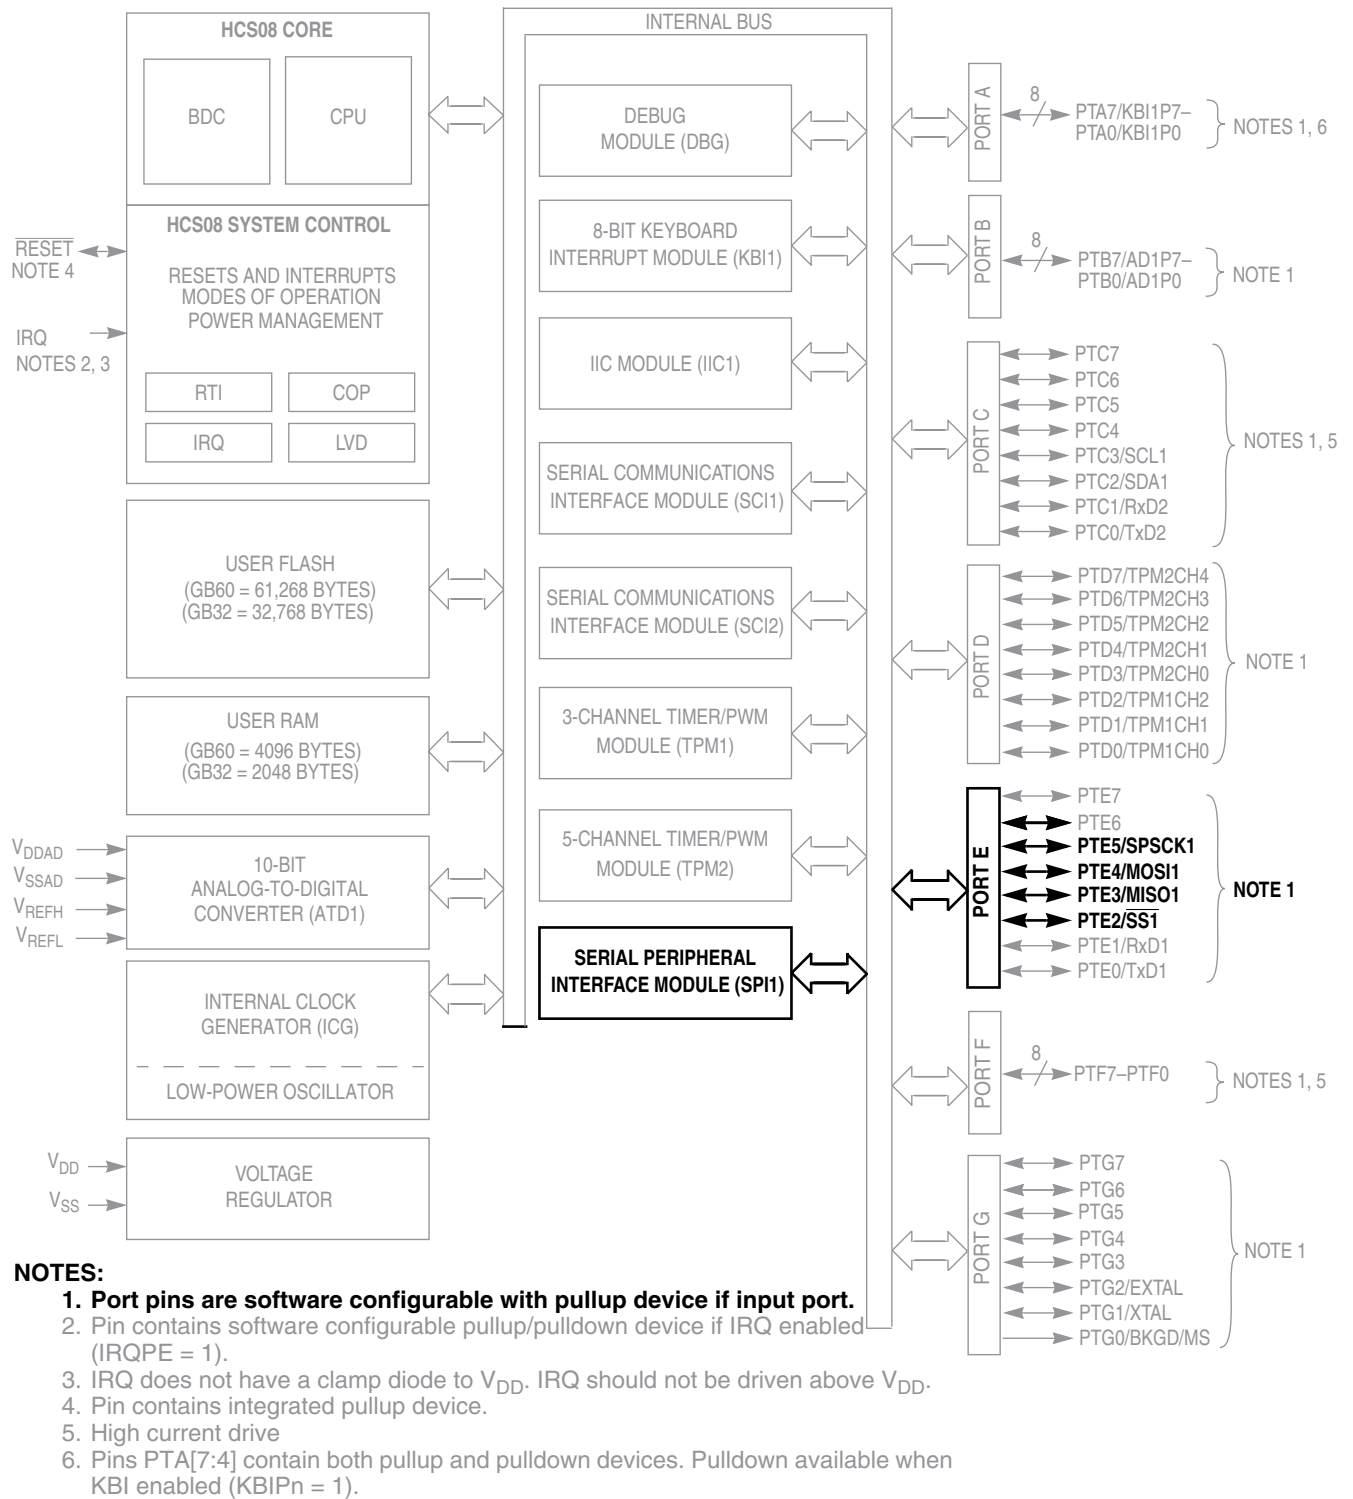 HCS08 CORE
BDC
CPU
HCS08 SYSTEM CONTROL
RESETS AND INTERRUPTS
MODES OF OPERATION
POWER MANAGEMENT
RTI
COP
IRQ
LVD
RESET
NOTE 4
IRQ
NOTES 2, 3
USER FLASH
(GB60 = 61,268 BYTES)
(GB32 = 32,768 BYTES)
USER RAM
(GB60 = 4096 BYTES)
(GB32 = 2048 BYTES)
VDDAD
VSSAD
VREFH
VREFL
10-BIT
ANALOG-TO-DIGITAL
CONVERTER (ATD1)
INTERNAL CLOCK
GENERATOR (ICG)
LOW-POWER OSCILLATOR
VDD
VSS
VOLTAGE
REGULATOR
INTERNAL BUS
DEBUG
MODULE (DBG)
8-BIT KEYBOARD
INTERRUPT MODULE (KBI1)
IIC MODULE (IIC1)
SERIAL COMMUNICATIONS
INTERFACE MODULE (SCI1)
SERIAL COMMUNICATIONS
INTERFACE MODULE (SCI2)
3-CHANNEL TIMER/PWM
MODULE (TPM1)
5-CHANNEL TIMER/PWM
MODULE (TPM2)
SERIAL PERIPHERAL
INTERFACE MODULE (SPI1)
PORT A
8
PTA7/KBI1P7–
PTA0/KBI1P0
NOTES 1, 6
PORT B
8
PTB7/AD1P7–
PTB0/AD1P0
NOTE 1
PORT C
PTC7
PTC6
PTC5
PTC4
PTC3/SCL1
PTC2/SDA1
PTC1/RxD2
PTC0/TxD2
NOTES 1, 5
PORT D
PTD7/TPM2CH4
PTD6/TPM2CH3
PTD5/TPM2CH2
PTD4/TPM2CH1
PTD3/TPM2CH0
PTD2/TPM1CH2
PTD1/TPM1CH1
PTD0/TPM1CH0
NOTE 1
PORT E
PTE7
PTE6
PTE5/SPSCK1
PTE4/MOSI1
PTE3/MISO1
PTE2/SS1
PTE1/RxD1
PTE0/TxD1
NOTE 1
PORT F
8
PTF7–PTF0
NOTES 1, 5
PORT G
PTG7
PTG6
PTG5
PTG4
PTG3
PTG2/EXTAL
PTG1/XTAL
PTG0/BKGD/MS
NOTE 1
NOTES:
1. Port pins are software configurable with pullup device if input port.
2. Pin contains software configurable pullup/pulldown device if IRQ enabled
(IRQPE = 1).
3. IRQ does not have a clamp diode to VDD. IRQ should not be driven above VDD.
4. Pin contains integrated pullup device.
5. High current drive
6. Pins PTA[7:4] contain both pullup and pulldown devices. Pulldown available when
KBI enabled (KBIPn = 1).